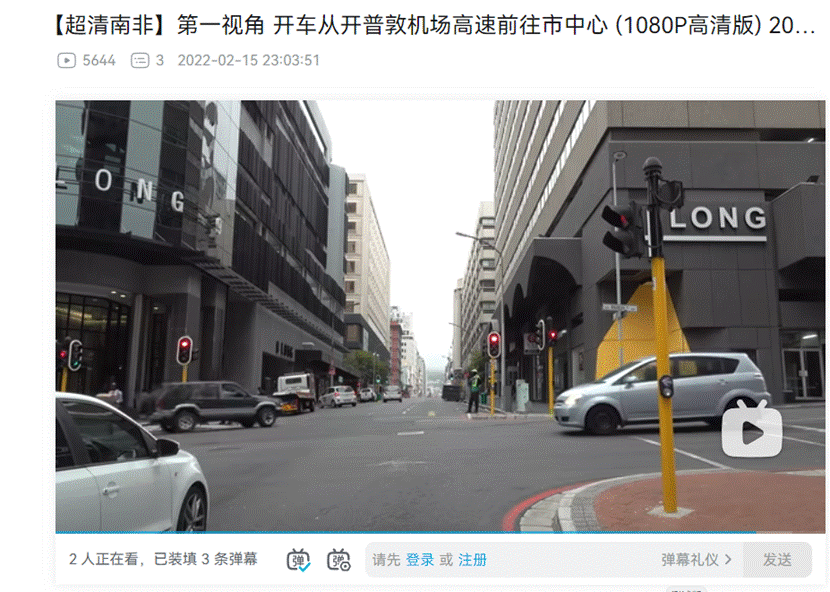 【超清南非】第一视角 开车从开普敦机场高速前往市中心 (1080P高清版) 20...
5644 3 2022-02-15 23:03:51
LONG
LONG
2 人正在看，已装填 3 条弹幕 弹 弹 请先 登录 或 注册 弹幕礼仪 > 发送